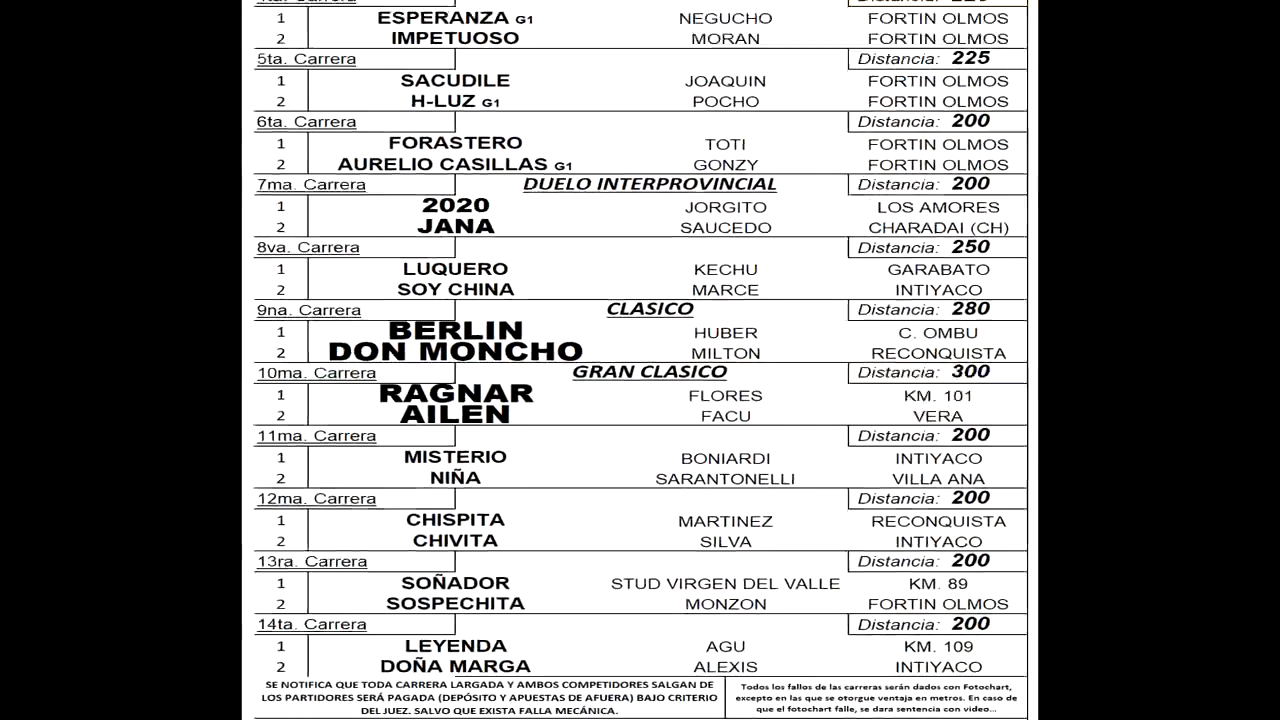 1 ESPERANZA G1 NEGUCHO FORTIN OLMOS
2 IMPETUOSO MORAN FORTIN OLMOS
5ta. Carrera Distancia: 225
1 SACUDILE JOAQUIN FORTIN OLMOS
2 H-LUZ G1 POCHO FORTIN OLMOS
6ta. Carrera Distancia: 200
1 FORASTERO TOTI FORTIN OLMOS
2 AURELIO CASILLAS G1 GONZY FORTIN OLMOS
7ma. Carrera DUELO INTERPROVINCIAL Distancia: 200
1 2020 JORGITO LOS AMORES
2 JANA SAUCEDO CHARADAI (CH)
8va. Carrera Distancia: 250
1 LUQUERO KECHU GARABATO
2 SOY CHINA MARCE INTIYACO
9na. Carrera CLASICO Distancia: 280
1 BERLIN HUBER C. OMBU
2 DON MONCHO MILTON RECONQUISTA
10ma. Carrera GRAN CLASICO Distancia: 300
1 RAGNAR FLORES KM. 101
2 AILEN FACU VERA
11ma. Carrera Distancia: 200
1 MISTERIO BONIARDI INTIYACO
2 NIÑA SARANTONELLI VILLA ANA
12ma. Carrera Distancia: 200
1 CHISPITA MARTINEZ RECONQUISTA
2 CHIVITA SILVA INTIYACO
13ra. Carrera Distancia: 200
1 SOÑADOR STUD VIRGEN DEL VALLE KM. 89
2 SOSPECHITA MONZON FORTIN OLMOS
14ta. Carrera Distancia: 200
1 LEYENDA AGU KM. 109
2 DOÑA MARGA ALEXIS INTIYACO
SE NOTIFICA QUE TODA CARRERA LARGADA Y AMBOS COMPETIDORES SALGAN DE
LOS PARTIDORES SERÁ PAGADA (DEPÓSITO Y APUESTAS DE AFUERA) BAJO CRITERIO
DEL JUEZ. SALVO QUE EXISTA FALLA MECÁNICA.
Todos los fallos de las carreras serán dados con Fotochart,
excepto en las que se otorgue ventaja en metros. En caso de
que el fotochart falle, se dara sentencia con video...